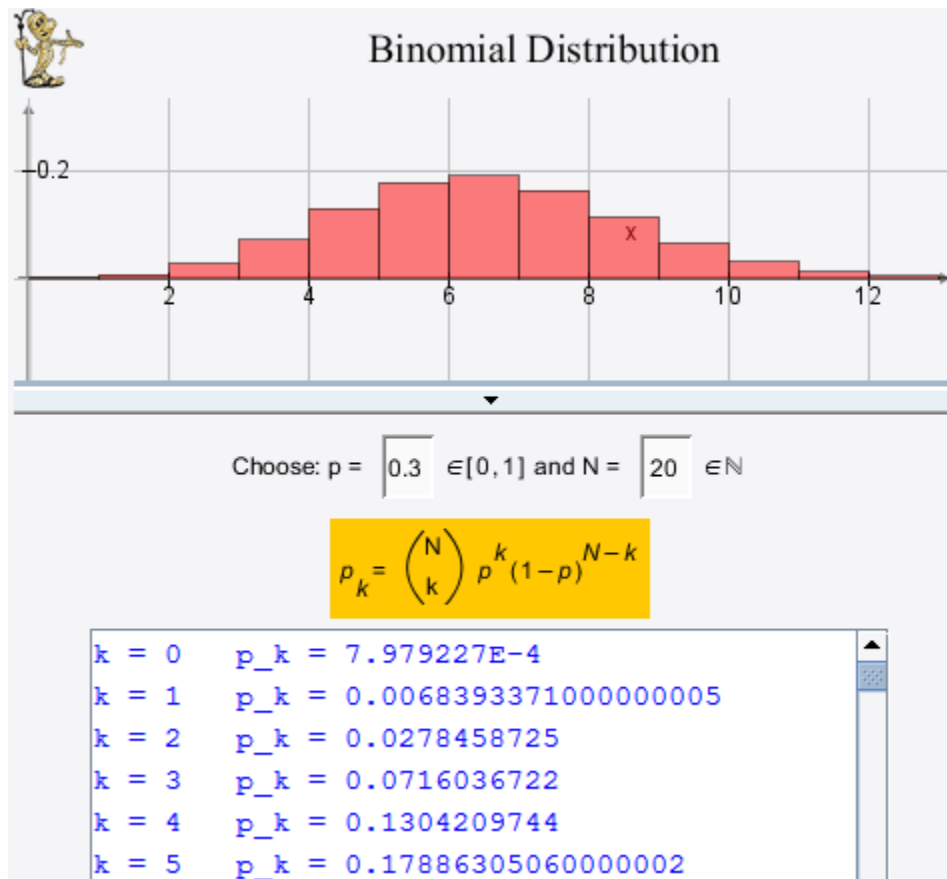 Binomial Distribution
0.2
2 4 6 8 10 12
x
Choose: p = 0.3 ∈[0,1] and N = 20 ∈ℕ
p_k = (N k) p^k (1-p)^N-k
k = 0 p_k = 7.979227E-4
k = 1 p_k = 0.0068393371000000005
k = 2 p_k = 0.0278458725
k = 3 p_k = 0.0716036722
k = 4 p_k = 0.1304209744
k = 5 p_k = 0.17886305060000002